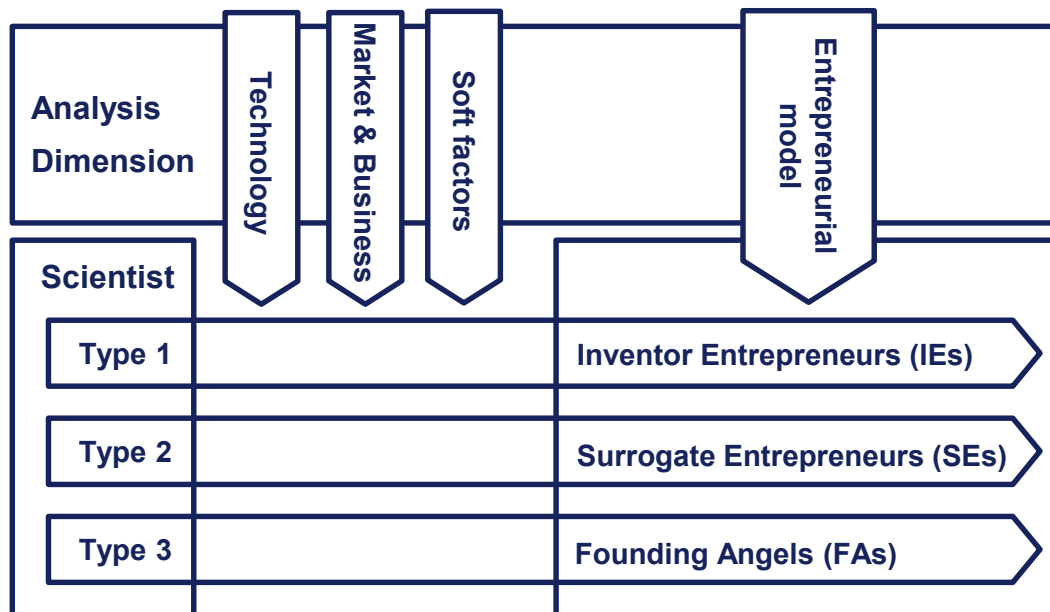 Analysis
Dimension
Technology
Market & Business
Soft factors
Entrepreneurial
model
Scientist
Type 1
Inventor Entrepreneurs (IEs)
Type 2
Surrogate Entrepreneurs (SEs)
Type 3
Founding Angels (FAs)